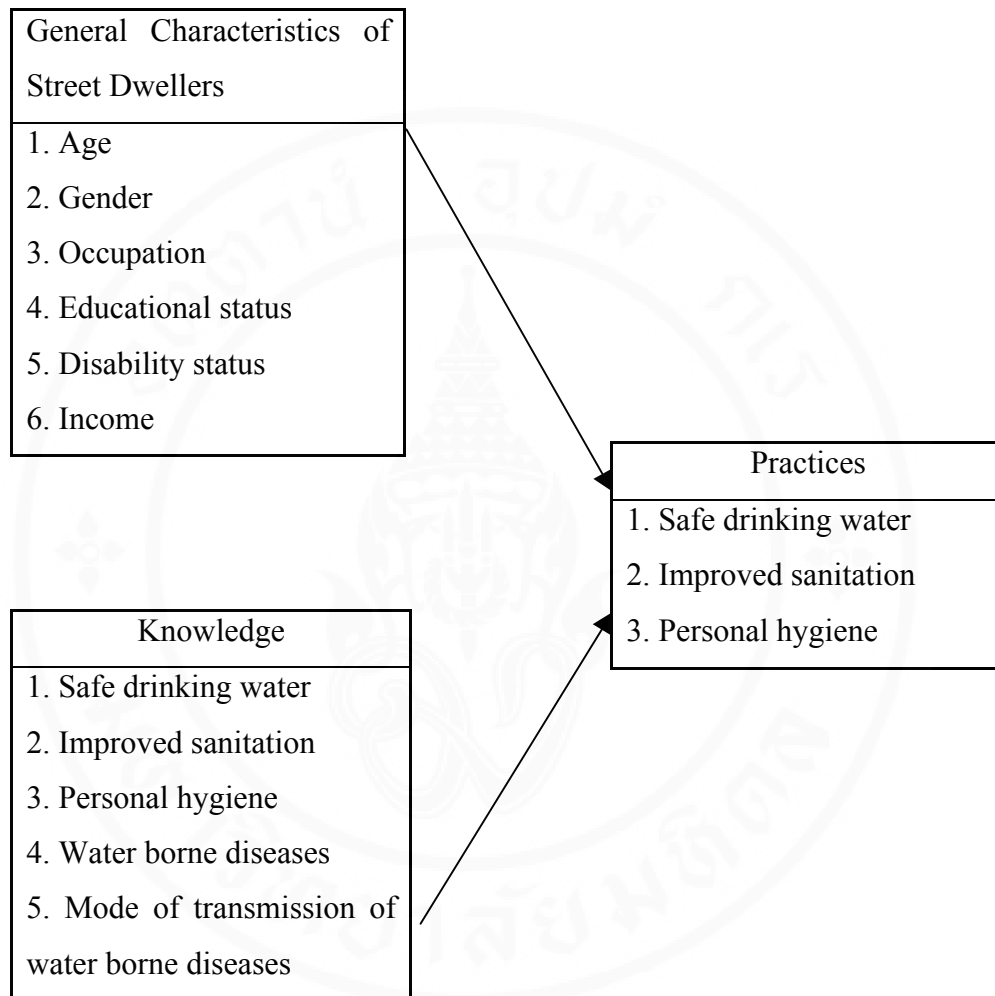 General Characteristics of
Street Dwellers
1. Age
2. Gender
3. Occupation
4. Educational status
5. Disability status
6. Income
Practices
1. Safe drinking water
2. Improved sanitation
3. Personal hygiene
Knowledge
1. Safe drinking water
2. Improved sanitation
3. Personal hygiene
4. Water borne diseases
5. Mode of transmission of
water borne diseases